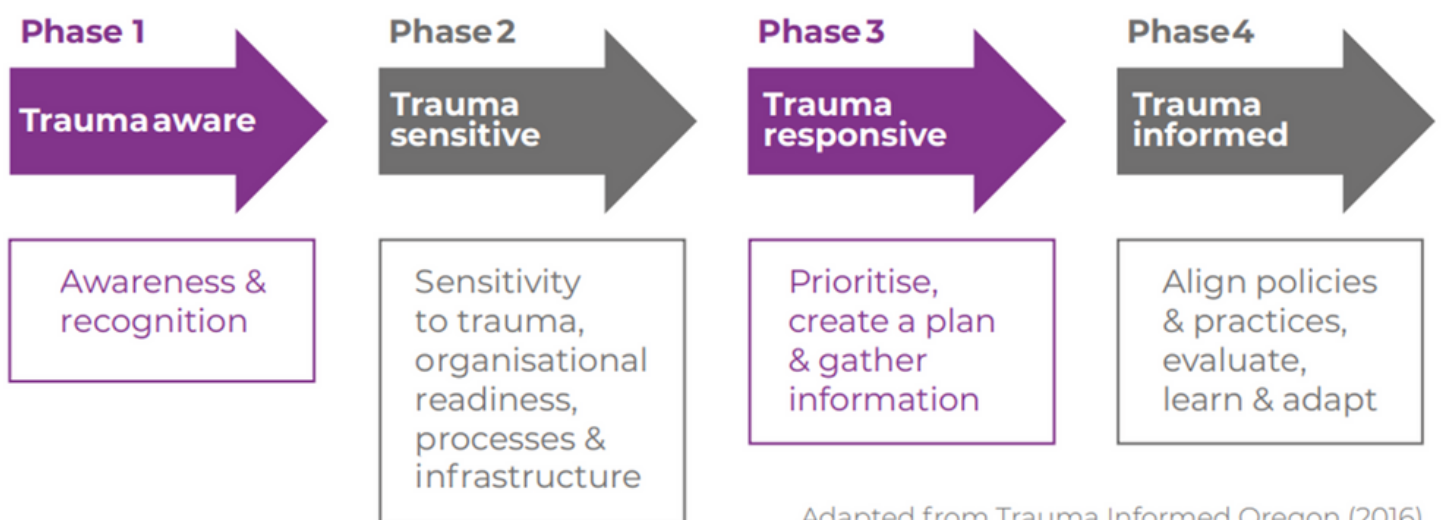 Phase 1
Trauma aware
Awareness &
recognition
Phase 2
Trauma
sensitive
Sensitivity
to trauma,
organisational
readiness,
processes &
infrastructure
Phase 3
Trauma
responsive
Prioritise,
create a plan
& gather
information
Phase 4
Trauma
informed
Align policies
& practices,
evaluate,
learn & adapt
Adapted from Trauma Informed Oregon (2016)